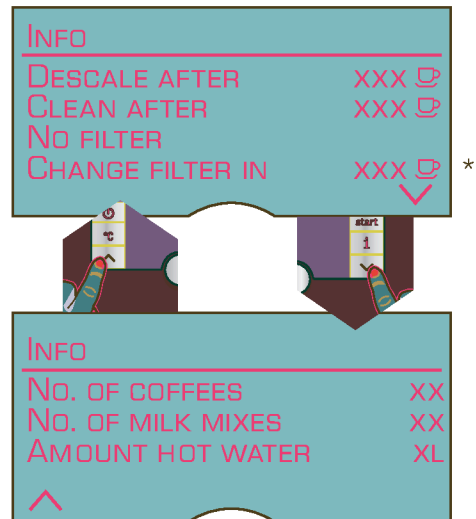 INFO
DESCALE AFTER XXX
CLEAN AFTER XXX
NO FILTER
CHANGE FILTER IN XXX *
°C
start
i
INFO
NO. OF COFFEES XX
NO. OF MILK MIXES XX
AMOUNT HOT WATER XL